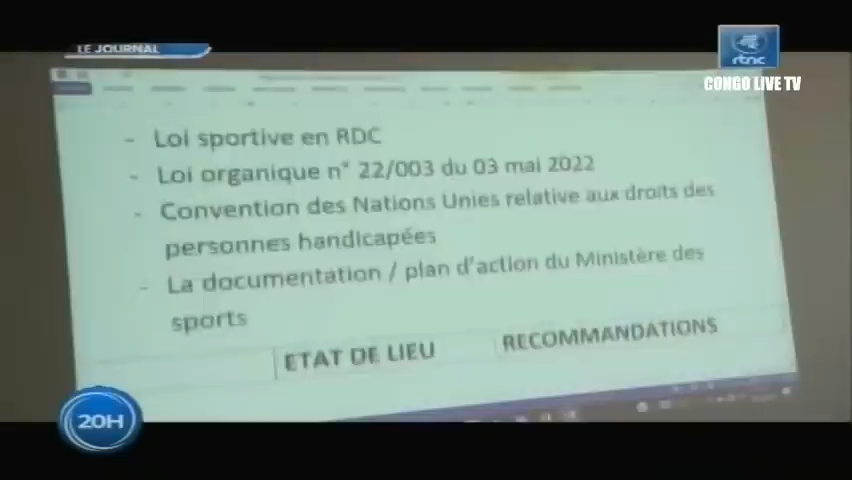 LE JOURNAL
rtnc
CONGO LIVE TV
- Loi sportive en RDC
- Loi organique n° 22/003 du 03 mai 2022
- Convention des Nations Unies relative aux droits des
personnes handicapées
- La documentation / plan d'action du Ministère des
sports
ETAT DE LIEU
RECOMMANDATIONS
20H